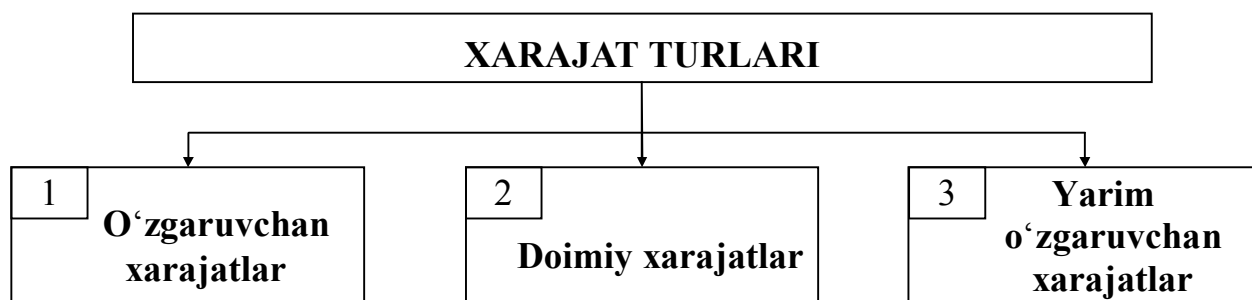 XARAJAT TURLARI
1
O‘zgaruvchan
xarajatlar
2
Doimiy xarajatlar
3
Yarim
o‘zgaruvchan
xarajatlar